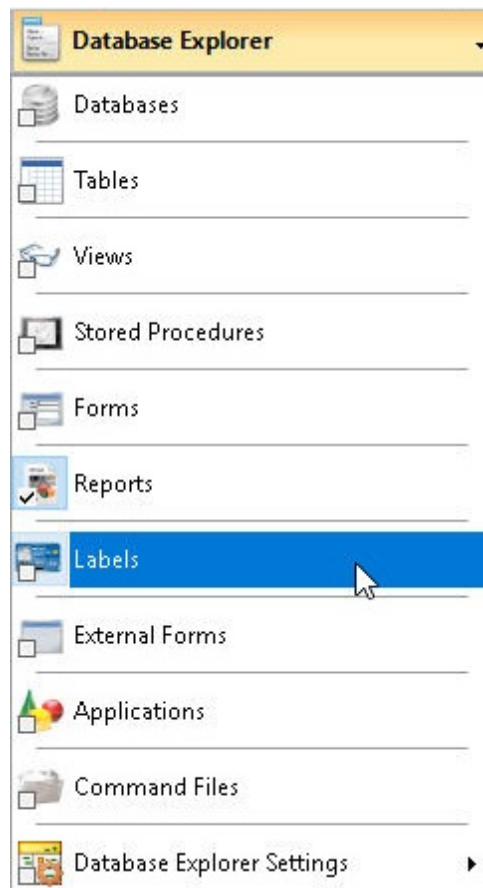 Database Explorer
Databases
Tables
Views
Stored Procedures
Forms
Reports
Labels
External Forms
Applications
Command Files
Database Explorer Settings